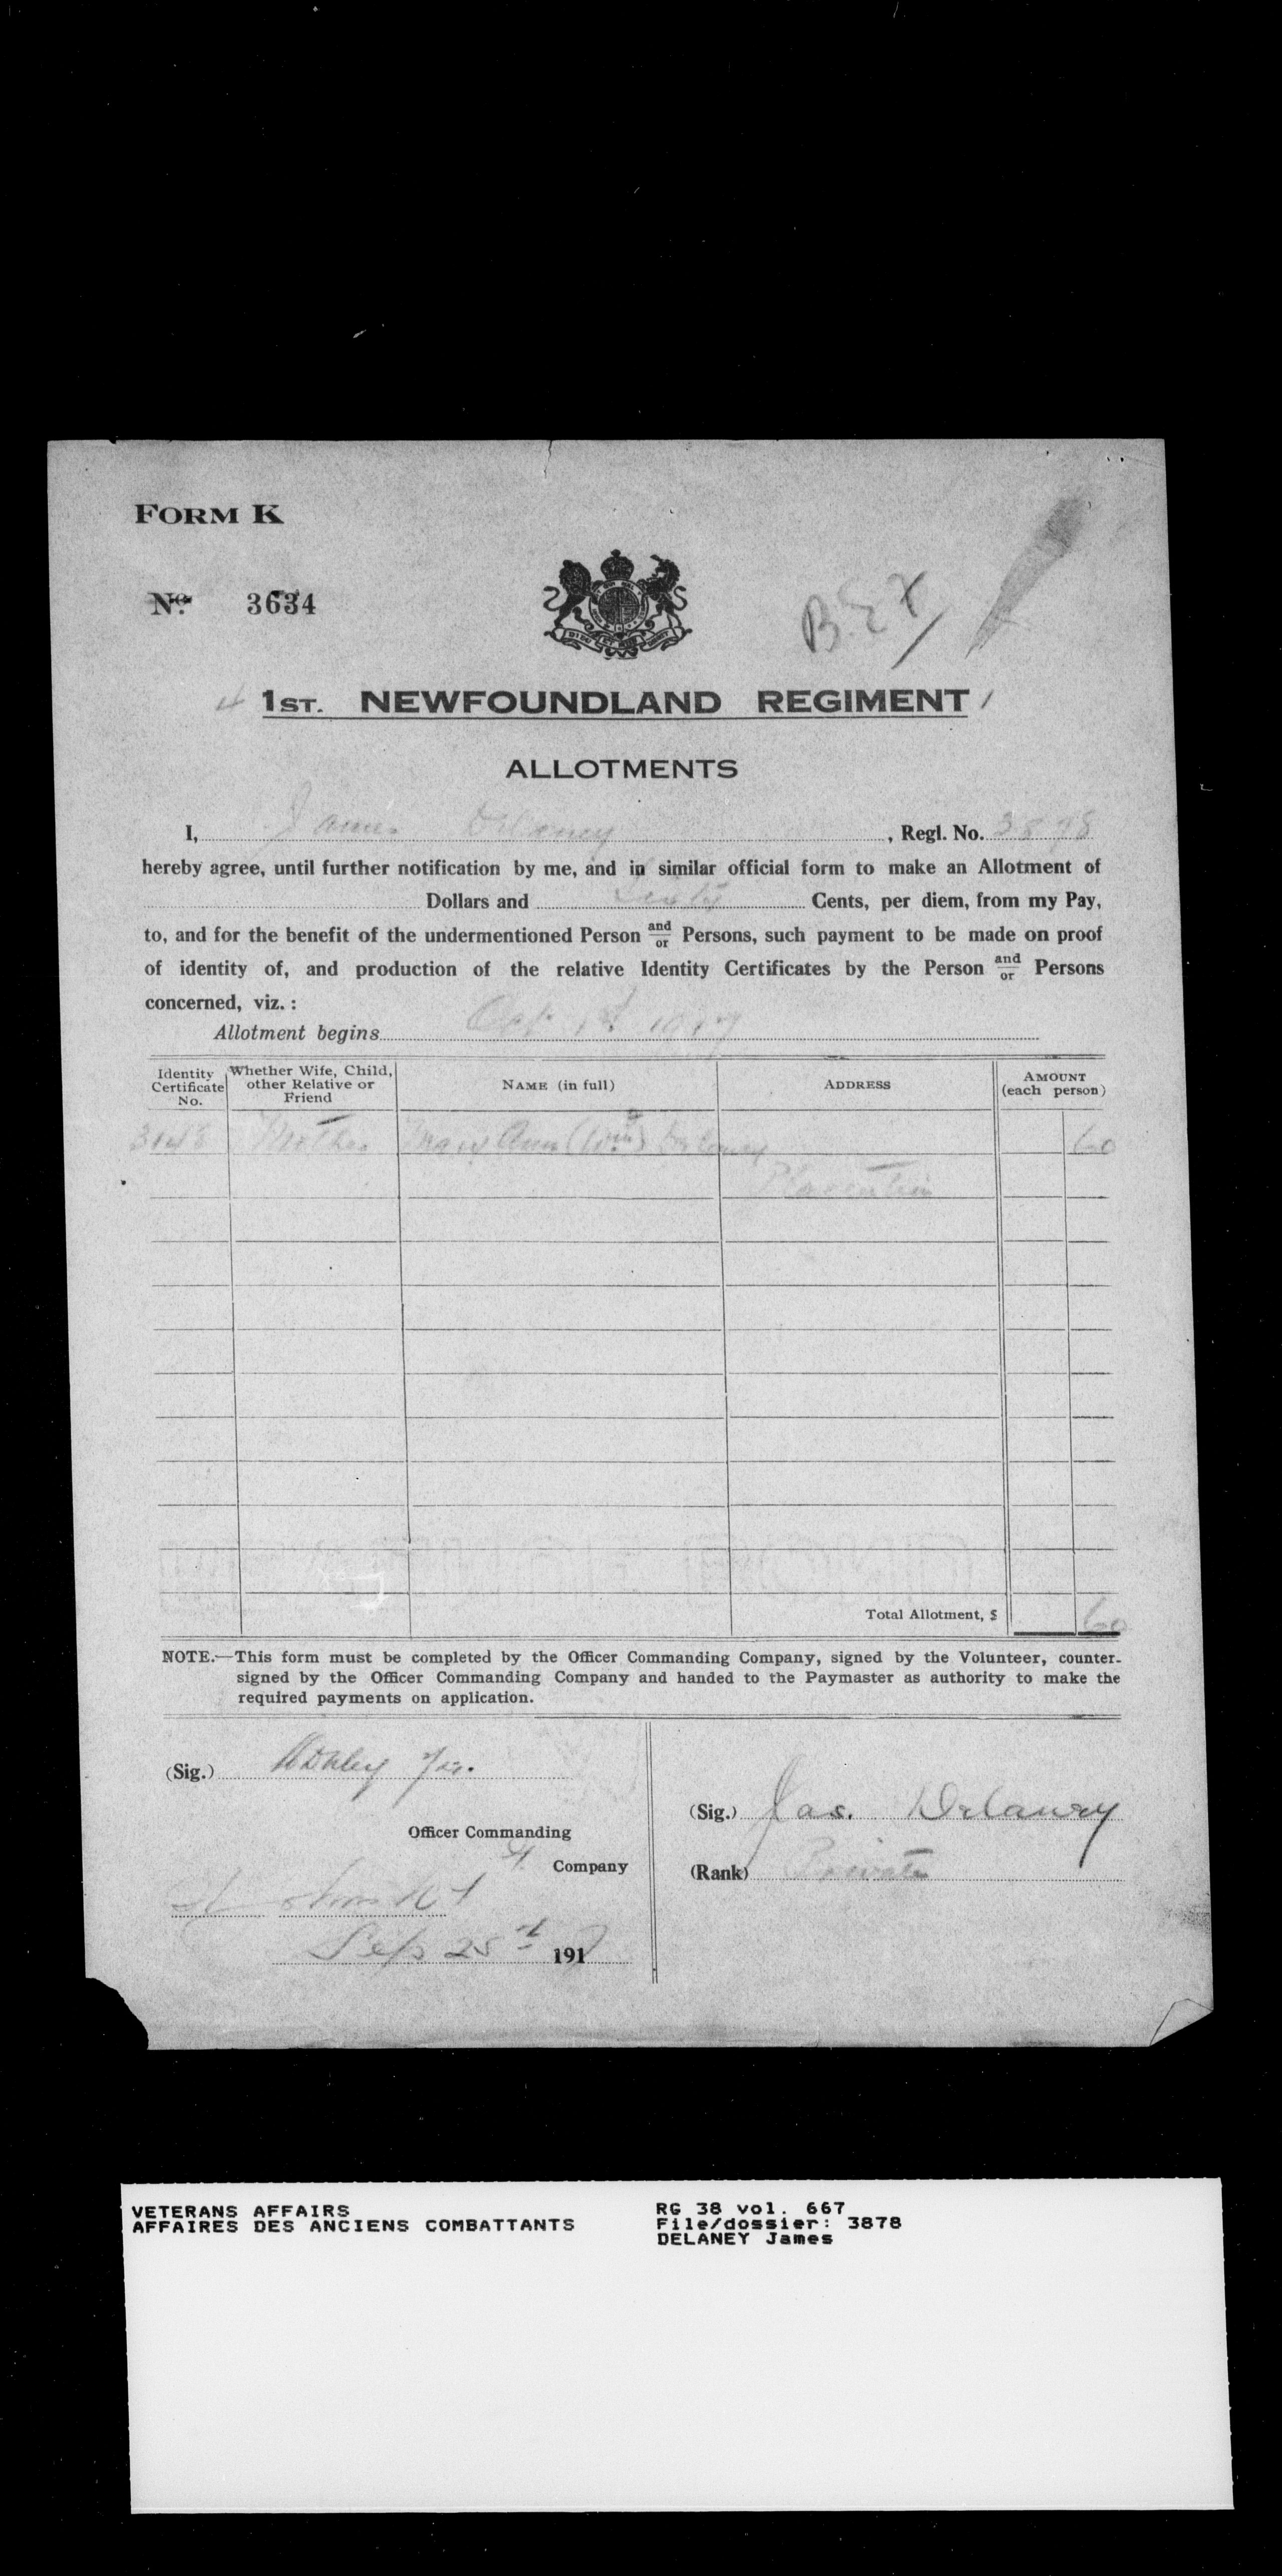 FORM K
No. 3634
B.Ex
1ST. NEWFOUNDLAND REGIMENT
ALLOTMENTS
I, James Delaney, Regl. No. 3878
hereby agree, until further notification by me, and in similar official form to make an Allotment of
Dollars and Sixty Cents, per diem, from my Pay,
to, and for the benefit of the undermentioned Person and/or Persons, such payment to be made on proof
of identity of, and production of the relative Identity Certificates by the Person and/or Persons
concerned, viz. :
Allotment begins 1st 1917
Identity Certificate No. Whether Wife, Child, other Relative or Friend NAME (in full) ADDRESS AMOUNT (each person)
Mother Mary Ann Delaney 60
Placentia
Total Allotment, $ 60
NOTE.—This form must be completed by the Officer Commanding Company, signed by the Volunteer, counter-
signed by the Officer Commanding Company and handed to the Paymaster as authority to make the
required payments on application.
(Sig.)
(Sig.) Jas. Delaney
Officer Commanding
Company
(Rank) Private
Sep 25 1917
VETERANS AFFAIRS
AFFAIRES DES ANCIENS COMBATTANTS
RG 38 vol. 667
File/dossier: 3878
DELANEY James